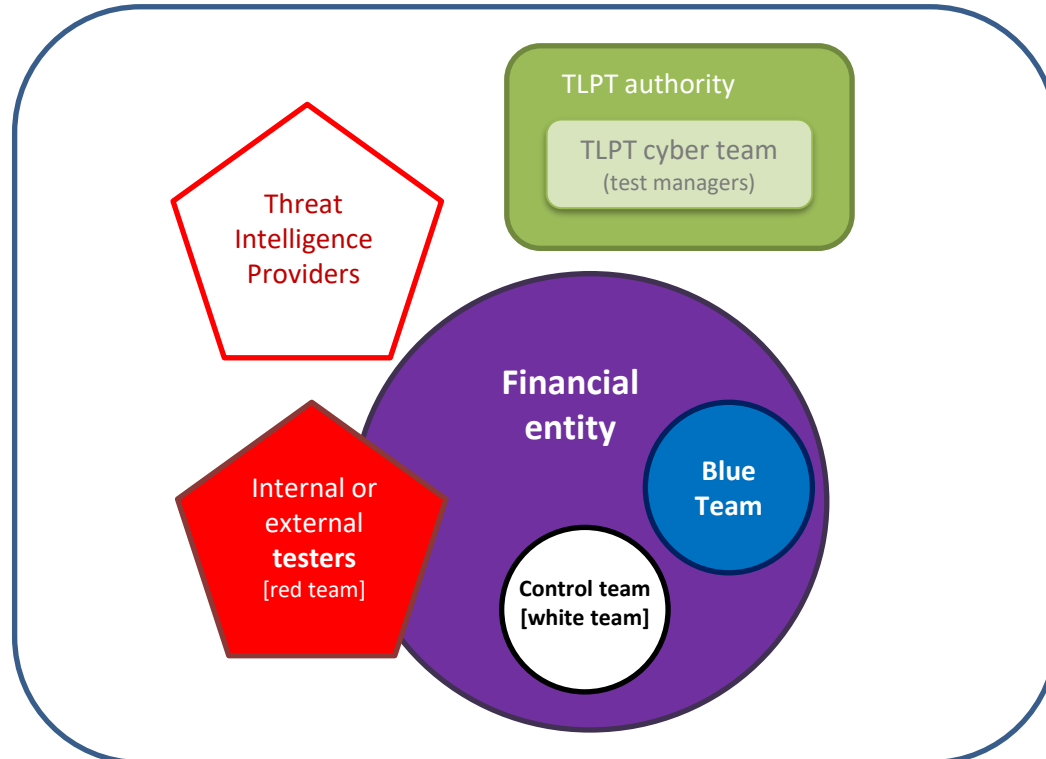 TLPT authority
TLPT cyber team
(test managers)
Threat
Intelligence
Providers
Financial
entity
Blue
Team
Internal or
external
testers
[red team]
Control team
[white team]